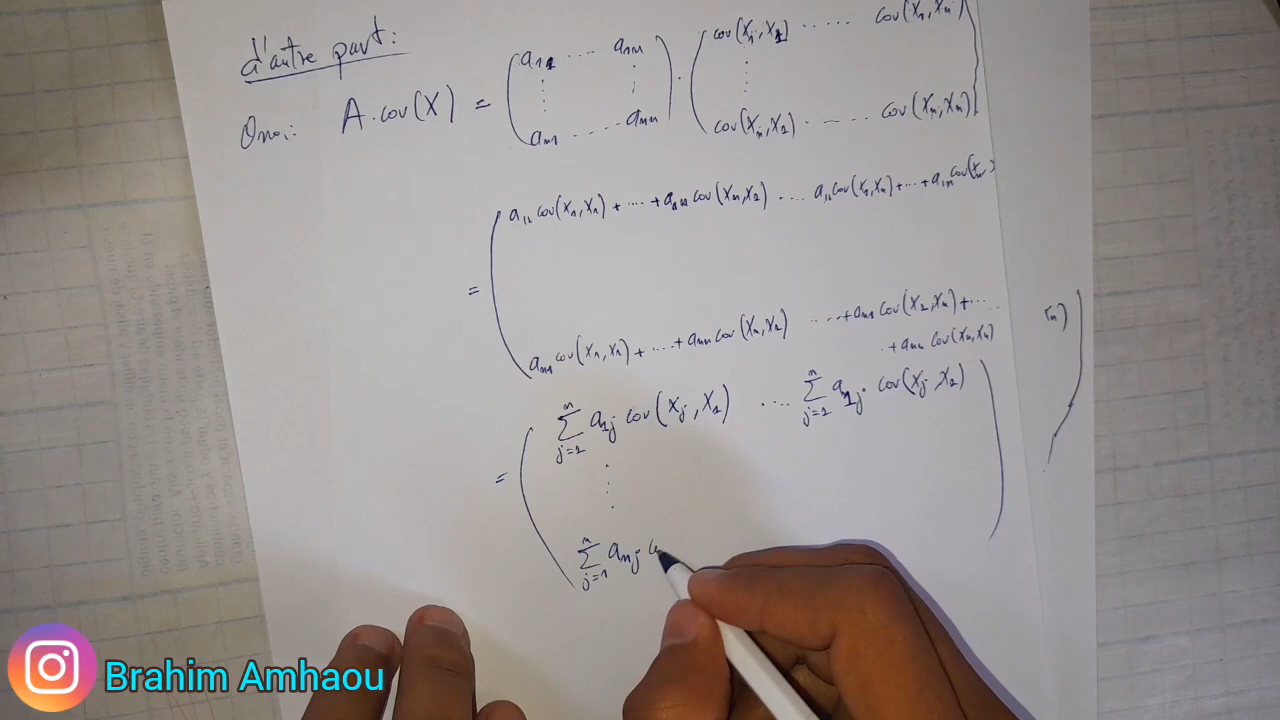 d'autre part:
On a: A.cov(X) = ( a11 .... a1n ) . ( cov(X1,X1) ...... cov(X1,Xn) )
an1 ...... ann cov(Xn,X1) ...... cov(Xn,Xn)
= ( a11 cov(X1,X1) + .... + a1n cov(Xn,X1) .... a11 cov(X1,Xn) + ... + a1n cov(
an1 cov(X1,X1) + .... + ann cov(Xn,X1) .... + an1 cov(X1,Xn) + ....
+ ann cov(Xn,Xn)
= ( ∑ j=1 n a1j cov(Xj,X1) .... ∑ j=1 n a1j . cov(Xj,X1) )
∑ j=1 n anj
Brahim Amhaou